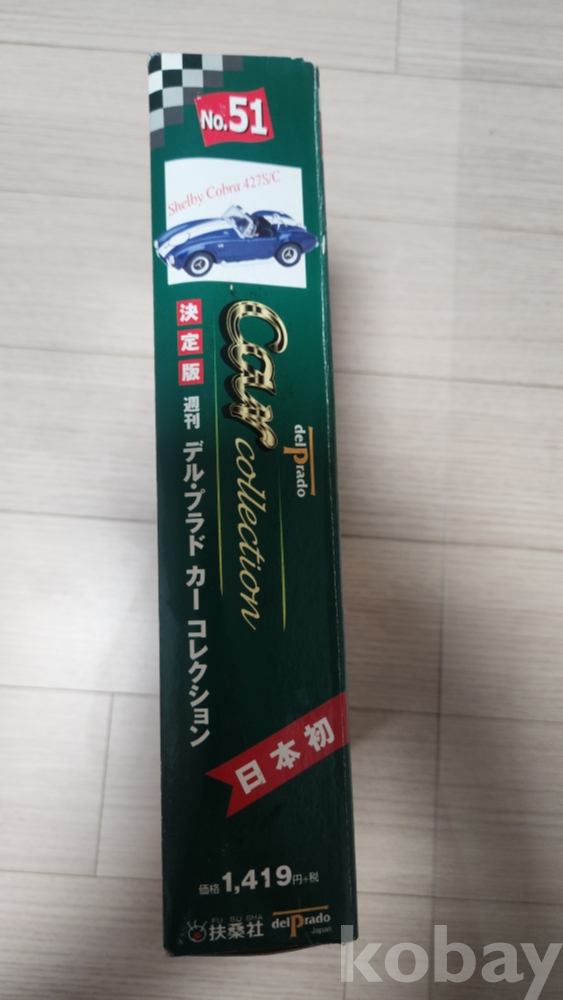 No.51
Shelby Cobra 427S/C
決定版
週刊 デル・プラド カー コレクション
Car collection
del Prado
日本初
価格 1,419円+税
FU SO SHA
扶桑社
del Prado
Japan
kobay